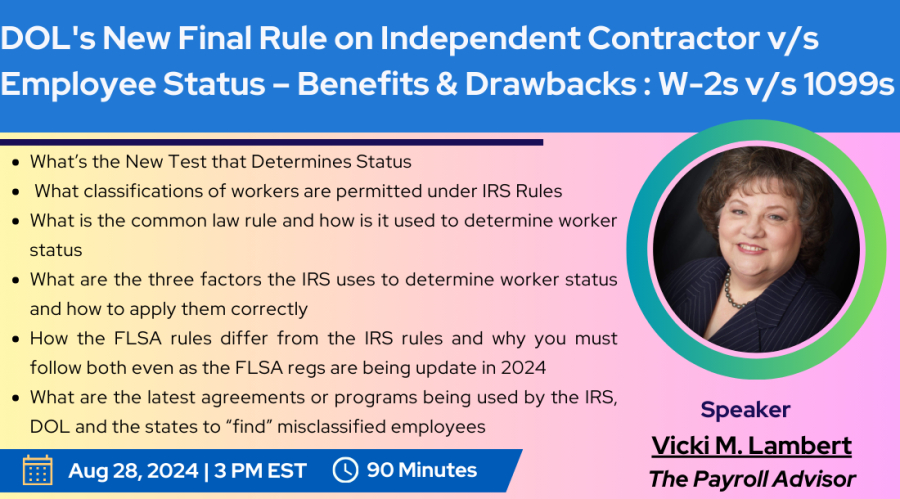 DOL's New Final Rule on Independent Contractor v/s
Employee Status – Benefits & Drawbacks : W-2s v/s 1099s
• What's the New Test that Determines Status
• What classifications of workers are permitted under IRS Rules
• What is the common law rule and how is it used to determine worker
status
• What are the three factors the IRS uses to determine worker status
and how to apply them correctly
• How the FLSA rules differ from the IRS rules and why you must
follow both even as the FLSA regs are being update in 2024
• What are the latest agreements or programs being used by the IRS,
DOL and the states to “find” misclassified employees
Aug 28, 2024 | 3 PM EST
90 Minutes
Speaker
Vicki M. Lambert
The Payroll Advisor